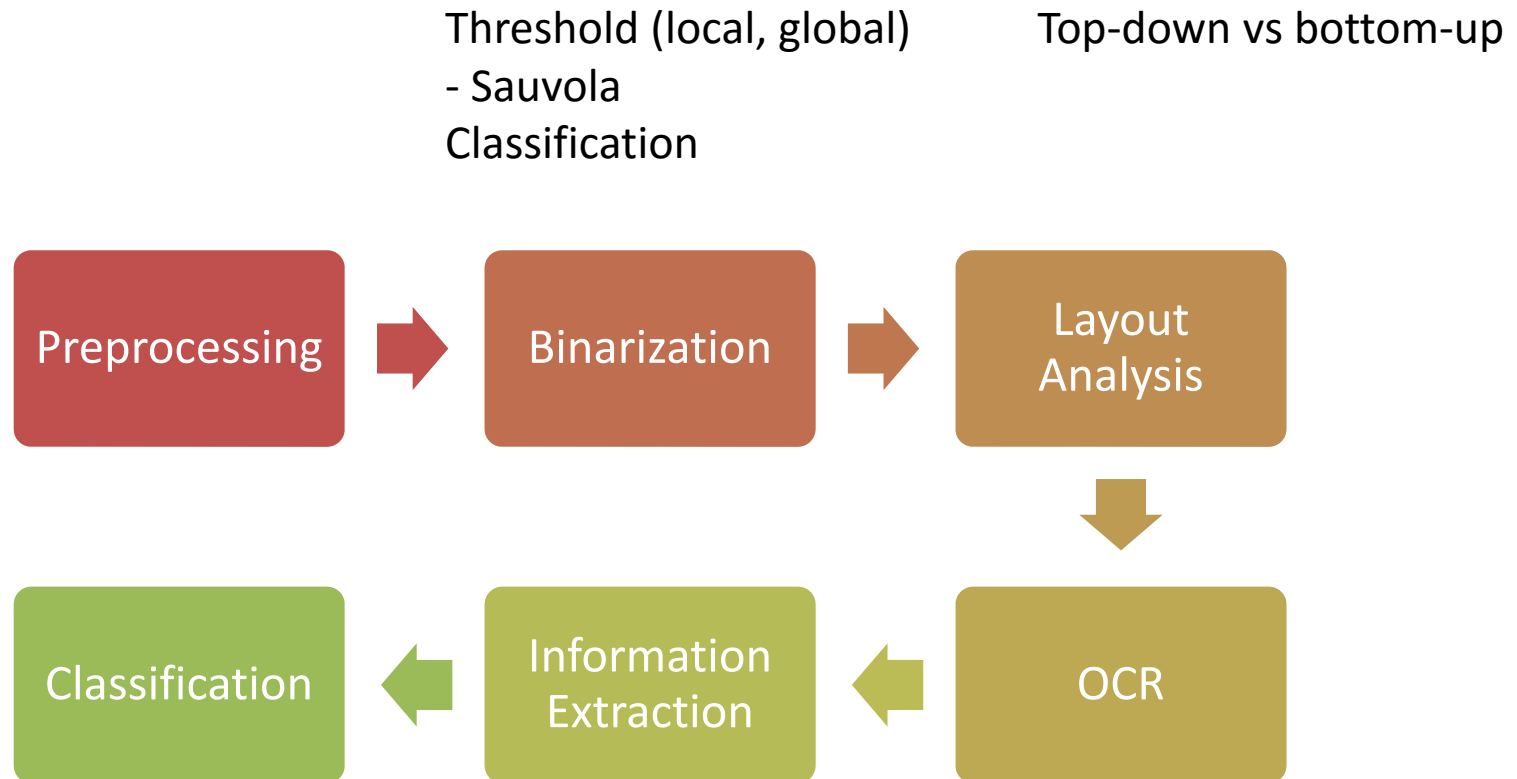 Threshold (local, global)
- Sauvola
Classification
Top-down vs bottom-up
Preprocessing
Binarization
Layout
Analysis
OCR
Information
Extraction
Classification